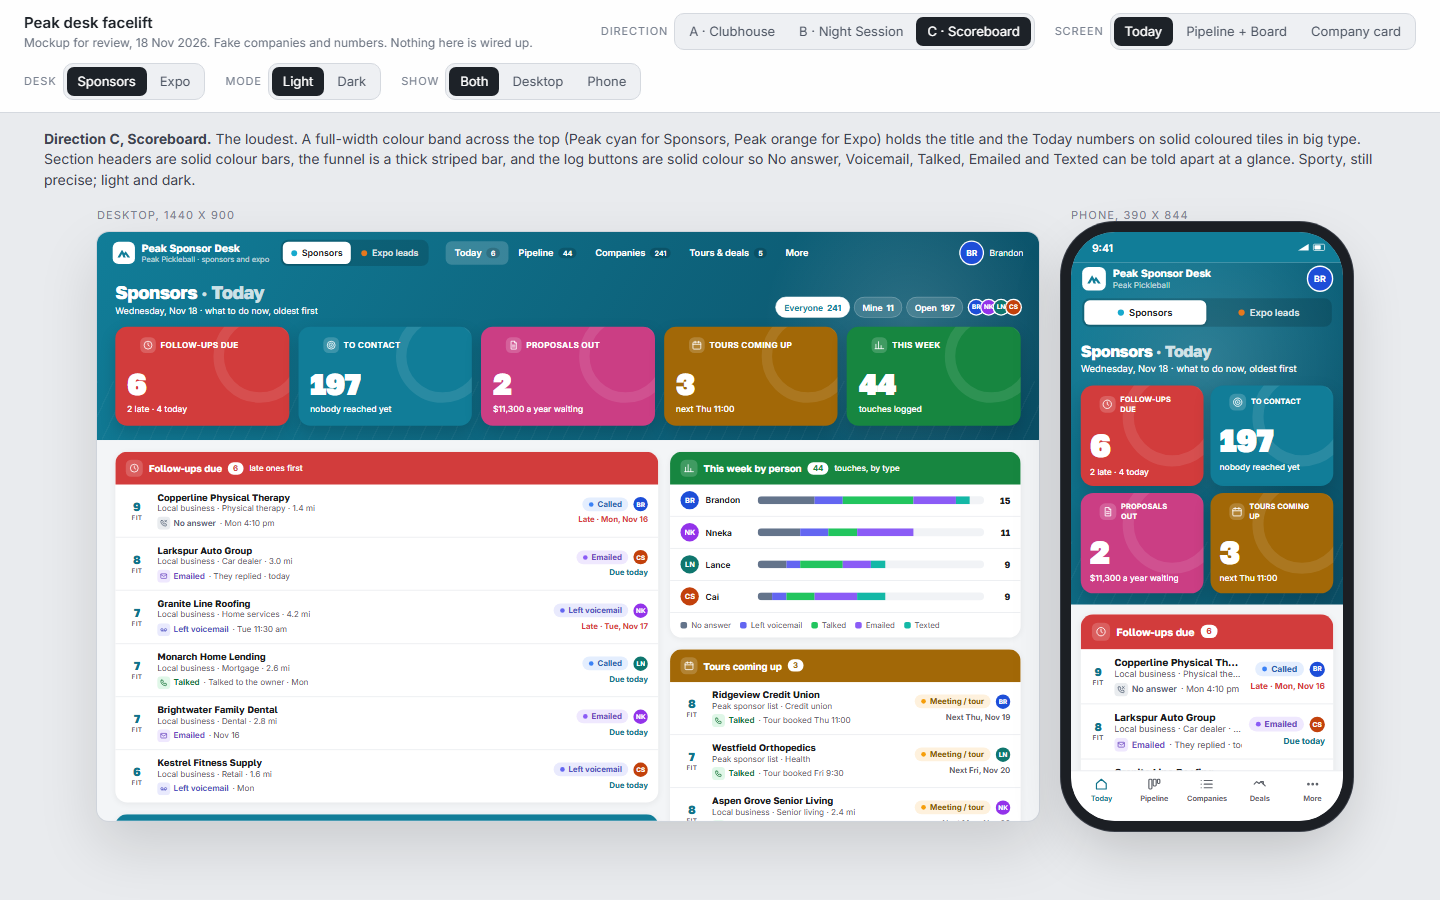 Peak desk facelift
Mockup for review, 18 Nov 2026. Fake companies and numbers. Nothing here is wired up.
DIRECTION A · Clubhouse B · Night Session C · Scoreboard
SCREEN Today Pipeline + Board Company card
DESK Sponsors Expo MODE Light Dark SHOW Both Desktop Phone
Direction C, Scoreboard. The loudest. A full-width colour band across the top (Peak cyan for Sponsors, Peak orange for Expo) holds the title and the Today numbers on solid coloured tiles in big type.
Section headers are solid colour bars, the funnel is a thick striped bar, and the log buttons are solid colour so No answer, Voicemail, Talked, Emailed and Texted can be told apart at a glance. Sporty, still
precise; light and dark.
DESKTOP, 1440 X 900
Peak Sponsor Desk
Peak Pickleball · sponsors and expo
Sponsors Expo leads
Today 6 Pipeline 44 Companies 241 Tours & deals 5 More
BR Brandon
Sponsors · Today
Wednesday, Nov 18 · what to do now, oldest first
Everyone 241 Mine 11 Open 197 BR NK LN CS
FOLLOW-UPS DUE
6
2 late · 4 today
TO CONTACT
197
nobody reached yet
PROPOSALS OUT
2
$11,300 a year waiting
TOURS COMING UP
3
next Thu 11:00
THIS WEEK
44
touches logged
Follow-ups due 6 late ones first
9 FIT
Copperline Physical Therapy
Local business · Physical therapy · 1.4 mi
No answer · Mon 4:10 pm
Called BR
Late · Mon, Nov 16
8 FIT
Larkspur Auto Group
Local business · Car dealer · 3.0 mi
Emailed · They replied · today
Emailed CS
Due today
7 FIT
Granite Line Roofing
Local business · Home services · 4.2 mi
Left voicemail · Tue 11:30 am
Left voicemail NK
Late · Tue, Nov 17
7 FIT
Monarch Home Lending
Local business · Mortgage · 2.6 mi
Talked · Talked to the owner · Mon
Called LN
Due today
7 FIT
Brightwater Family Dental
Local business · Dental · 2.8 mi
Emailed · Nov 16
Emailed NK
Due today
6 FIT
Kestrel Fitness Supply
Local business · Retail · 1.6 mi
Left voicemail · Mon
Left voicemail CS
Due today
This week by person 44 touches, by type
BR Brandon 15
NK Nneka 11
LN Lance 9
CS Cai 9
No answer Left voicemail Talked Emailed Texted
Tours coming up 3
8 FIT
Ridgeview Credit Union
Peak sponsor list · Credit union
Talked · Tour booked Thu 11:00
Meeting / tour BR
Next Thu, Nov 19
7 FIT
Westfield Orthopedics
Peak sponsor list · Health
Talked · Tour booked Fri 9:30
Meeting / tour LN
Next Fri, Nov 20
8
Aspen Grove Senior Living
Local business · Senior living · 2.4 mi
Meeting / tour NK
PHONE, 390 X 844
9:41
Peak Sponsor Desk
Peak Pickleball
BR
Sponsors Expo leads
Sponsors · Today
Wednesday, Nov 18 · what to do now, oldest first
FOLLOW-UPS
DUE
6
2 late · 4 today
TO CONTACT
197
nobody reached yet
PROPOSALS
OUT
2
$11,300 a year waiting
TOURS COMING
UP
3
next Thu 11:00
Follow-ups due 6
9 FIT
Copperline Physical Th...
Local business · Physical the...
No answer · Mon 4:10 pm
Called BR
Late · Mon, Nov 16
8 FIT
Larkspur Auto Group
Local business · Car dealer · ...
Emailed · They replied ·
Emailed CS
Due today
Today Pipeline Companies Deals More